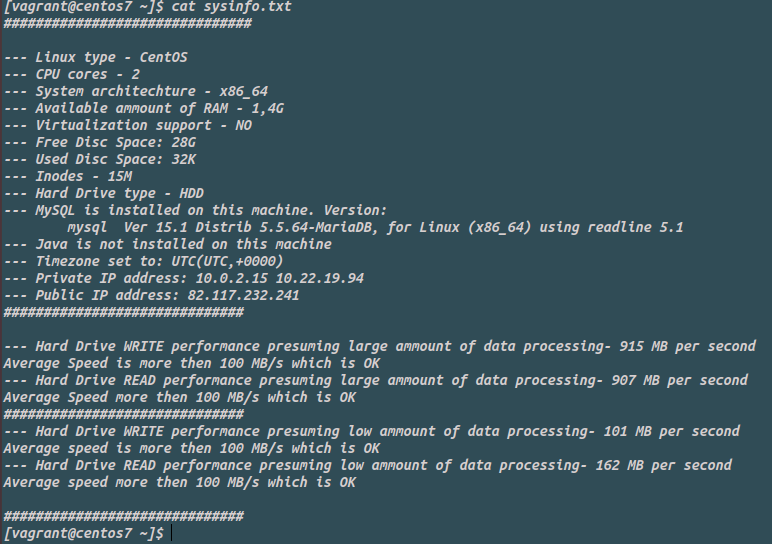 [vagrant@centos7 ~]$ cat sysinfo.txt
###############################
--- Linux type - CentOS
--- CPU cores - 2
--- System architechture - x86_64
--- Available ammount of RAM - 1,4G
--- Virtualization support - NO
--- Free Disc Space: 28G
--- Used Disc Space: 32K
--- Inodes - 15M
--- Hard Drive type - HDD
--- MySQL is installed on this machine. Version:
mysql  Ver 15.1 Distrib 5.5.64-MariaDB, for Linux (x86_64) using readline 5.1
--- Java is not installed on this machine
--- Timezone set to: UTC(UTC,+0000)
--- Private IP address: 10.0.2.15 10.22.19.94
--- Public IP address: 82.117.232.241
##############################
--- Hard Drive WRITE performance presuming large ammount of data processing- 915 MB per second
Average Speed is more then 100 MB/s which is OK
--- Hard Drive READ performance presuming large ammount of data processing- 907 MB per second
Average Speed more then 100 MB/s which is OK
##############################
--- Hard Drive WRITE performance presuming low ammount of data processing- 101 MB per second
Average speed is more then 100 MB/s which is OK
--- Hard Drive READ performance presuming low ammount of data processing- 162 MB per second
Average speed more then 100 MB/s which is OK
##############################
[vagrant@centos7 ~]$